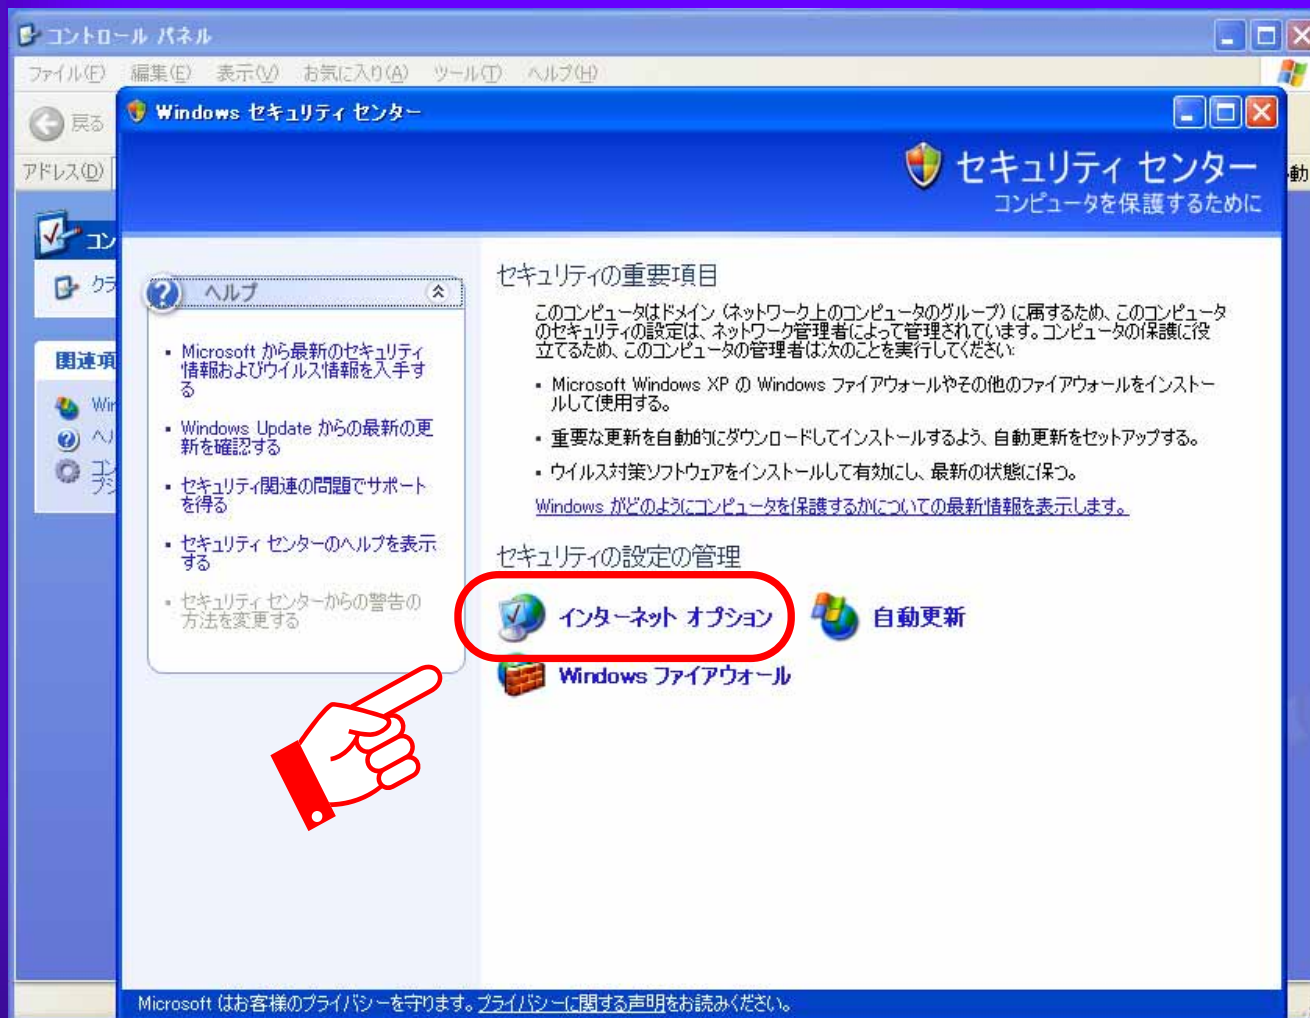 コントロール パネル
ファイル(F) 編集(E) 表示(V) お気に入り(A) ツール(T) ヘルプ(H)
戻る
アドレス(D)
動
コン
クラ
関連項
Win
ヘル
コン
プシ
Windows セキュリティ センター
セキュリティ センター
コンピュータを保護するために
ヘルプ
Microsoft から最新のセキュリティ
情報およびウイルス情報を入手す
る
Windows Update からの最新の更
新を確認する
セキュリティ関連の問題でサポート
を得る
セキュリティ センターのヘルプを表示
する
セキュリティ センターからの警告の
方法を変更する
セキュリティの重要項目
このコンピュータはドメイン (ネットワーク上のコンピュータのグループ) に属するため、このコンピュータ
のセキュリティの設定は、ネットワーク管理者によって管理されています。コンピュータの保護に役
立てるため、このコンピュータの管理者は次のことを実行してください:
Microsoft Windows XP の Windows ファイアウォールやその他のファイアウォールをインストー
ルして使用する。
重要な更新を自動的にダウンロードしてインストールするよう、自動更新をセットアップする。
ウイルス対策ソフトウェアをインストールして有効にし、最新の状態に保つ。
Windows がどのようにコンピュータを保護するかについての最新情報を表示します。
セキュリティの設定の管理
インターネット オプション
自動更新
Windows ファイアウォール
Microsoft はお客様のプライバシーを守ります。プライバシーに関する声明をお読みください。